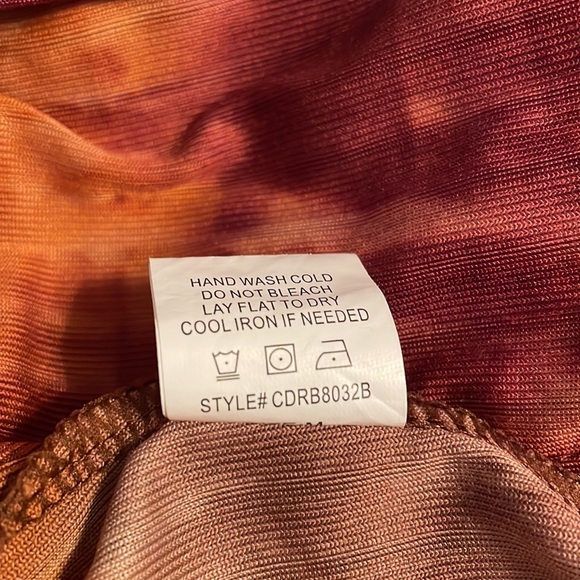 HAND WASH COLD
DO NOT BLEACH
LAY FLAT TO DRY
COOL IRON IF NEEDED
STYLE# CDRB8032B